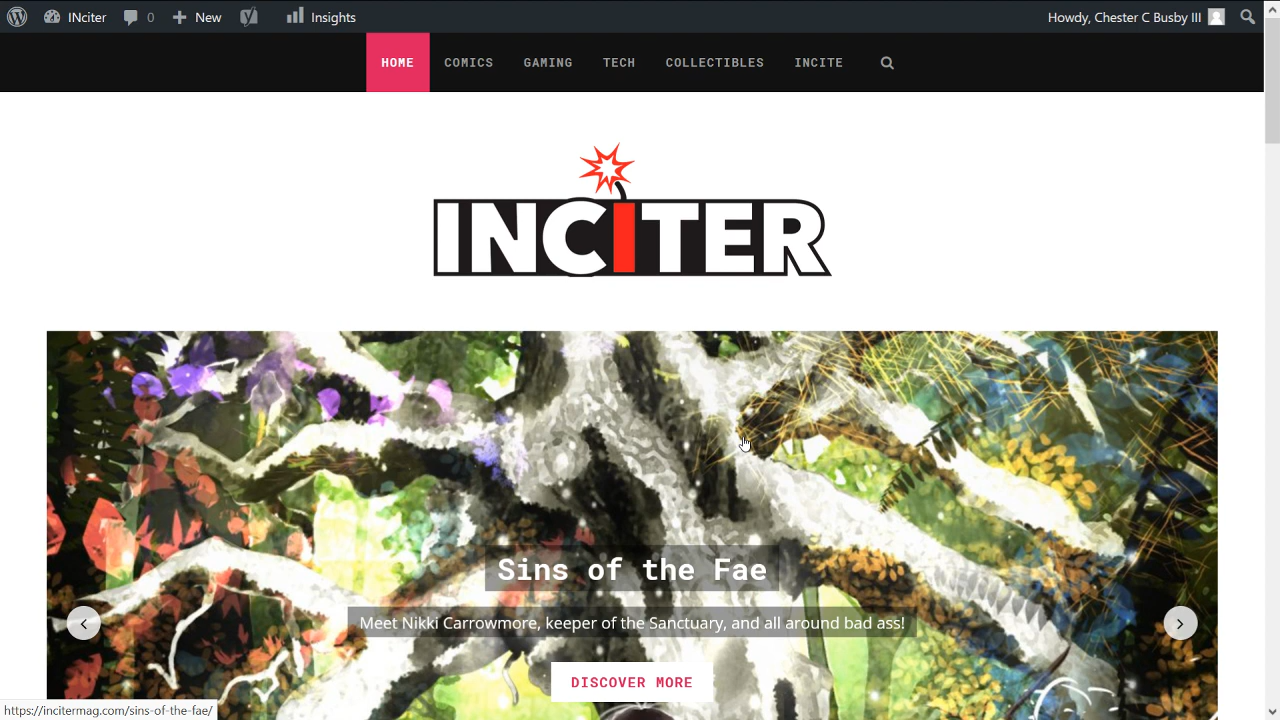 INciter 0 New Insights Howdy, Chester C Busby III
HOME COMICS GAMING TECH COLLECTIBLES INCITE
INCITER
Sins of the Fae
Meet Nikki Carrowmore, keeper of the Sanctuary, and all around bad ass!
DISCOVER MORE
https://incitermag.com/sins-of-the-fae/